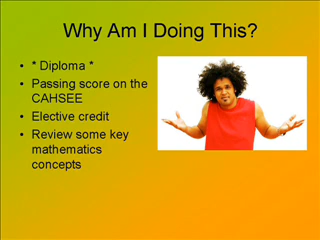 Why Am I Doing This?
• * Diploma *
• Passing score on the
CAHSEE
• Elective credit
• Review some key
mathematics
concepts